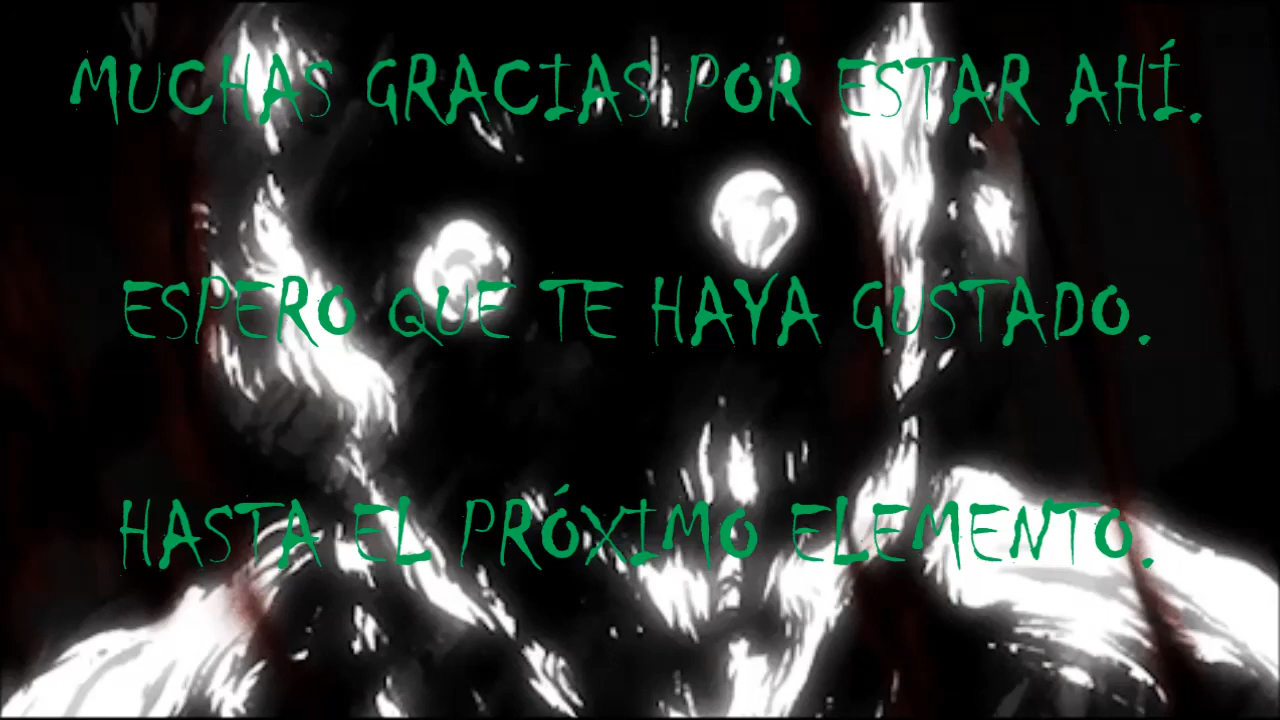 MUCHAS GRACIAS POR ESTAR AHÍ.
ESPERO QUE TE HAYA GUSTADO.
HASTA EL PRÓXIMO ELEMENTO.